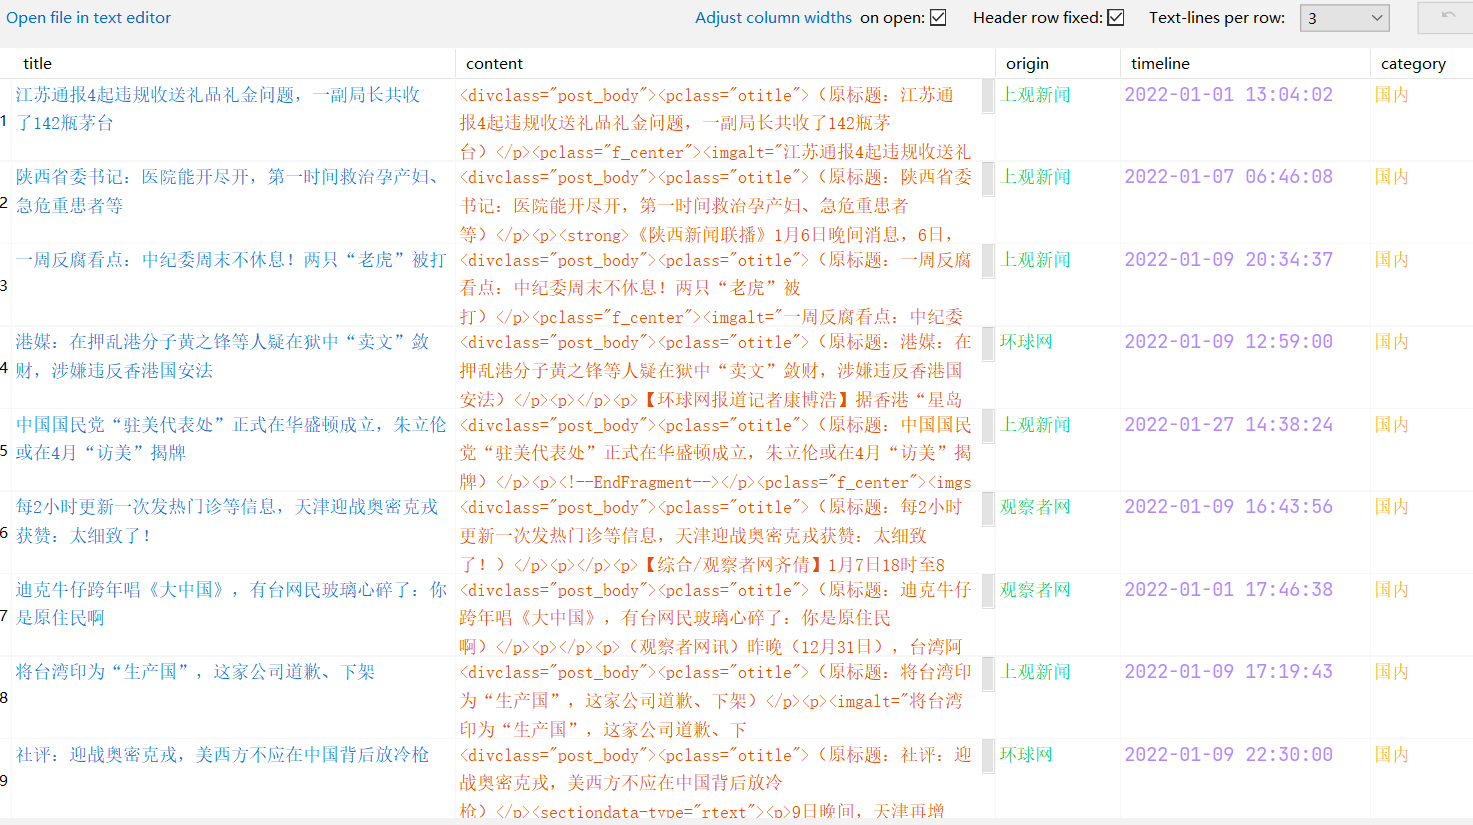 Open file in text editor
Adjust column widths on open:
Header row fixed:
Text-lines per row:
3
title content origin timeline category
1
江苏通报4起违规收送礼品礼金问题，一副局长共收
了142瓶茅台
<divclass="post_body"><pclass="otitle">（原标题：江苏通
报4起违规收送礼品礼金问题，一副局长共收了142瓶茅
台）</p><pclass="f_center"><imgalt="江苏通报4起违规收送礼
上观新闻
2022-01-01 13:04:02
国内
2
陕西省委书记：医院能开尽开，第一时间救治孕产妇、
急危重患者等
<divclass="post_body"><pclass="otitle">（原标题：陕西省委
书记：医院能开尽开，第一时间救治孕产妇、急危重患者
等）</p><p><strong>《陕西新闻联播》1月6日晚间消息，6日，
上观新闻
2022-01-07 06:46:08
国内
3
一周反腐看点：中纪委周末不休息！两只“老虎”被打
<divclass="post_body"><pclass="otitle">（原标题：一周反腐
看点：中纪委周末不休息！两只“老虎”被
打）</p><pclass="f_center"><imgalt="一周反腐看点：中纪委
上观新闻
2022-01-09 20:34:37
国内
4
港媒：在押乱港分子黄之锋等人疑在狱中“卖文”敛
财，涉嫌违反香港国安法
<divclass="post_body"><pclass="otitle">（原标题：港媒：在
押乱港分子黄之锋等人疑在狱中“卖文”敛财，涉嫌违反香港国
安法）</p><p></p><p>【环球网报道记者康博浩】据香港“星岛
环球网
2022-01-09 12:59:00
国内
5
中国国民党“驻美代表处”正式在华盛顿成立，朱立伦
或在4月“访美”揭牌
<divclass="post_body"><pclass="otitle">（原标题：中国国民
党“驻美代表处”正式在华盛顿成立，朱立伦或在4月“访美”揭
牌）</p><p><!--EndFragment--></p><pclass="f_center"><imgs
上观新闻
2022-01-27 14:38:24
国内
6
每2小时更新一次发热门诊等信息，天津迎战奥密克戎
获赞：太细致了！
<divclass="post_body"><pclass="otitle">（原标题：每2小时
更新一次发热门诊等信息，天津迎战奥密克戎获赞：太细致
了！）</p><p></p><p>【综合/观察者网齐倩】1月7日18时至8
观察者网
2022-01-09 16:43:56
国内
7
迪克牛仔跨年唱《大中国》，有台网民玻璃心碎了：你
是原住民啊
<divclass="post_body"><pclass="otitle">（原标题：迪克牛仔
跨年唱《大中国》，有台网民玻璃心碎了：你是原住民
啊）</p><p></p><p>（观察者网讯）昨晚（12月31日），台湾阿
观察者网
2022-01-01 17:46:38
国内
8
将台湾印为“生产国”，这家公司道歉、下架
<divclass="post_body"><pclass="otitle">（原标题：将台湾印
为“生产国”，这家公司道歉、下架）</p><p><imgalt="将台湾
印为“生产国”，这家公司道歉、下
上观新闻
2022-01-09 17:19:43
国内
9
社评：迎战奥密克戎，美西方不应在中国背后放冷枪
<divclass="post_body"><pclass="otitle">（原标题：社评：迎
战奥密克戎，美西方不应在中国背后放冷
枪）</p><sectiondata-type="rtext"><p>9日晚间，天津再增
环球网
2022-01-09 22:30:00
国内